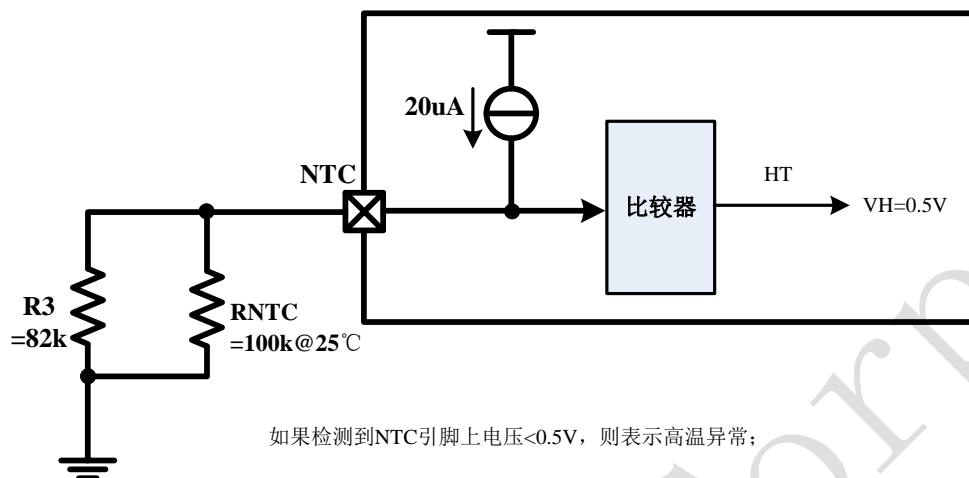 20uA
NTC
比较器
HT
VH=0.5V
R3
=82k
RNTC
=100k@25℃
如果检测到NTC引脚上电压<0.5V，则表示高温异常；